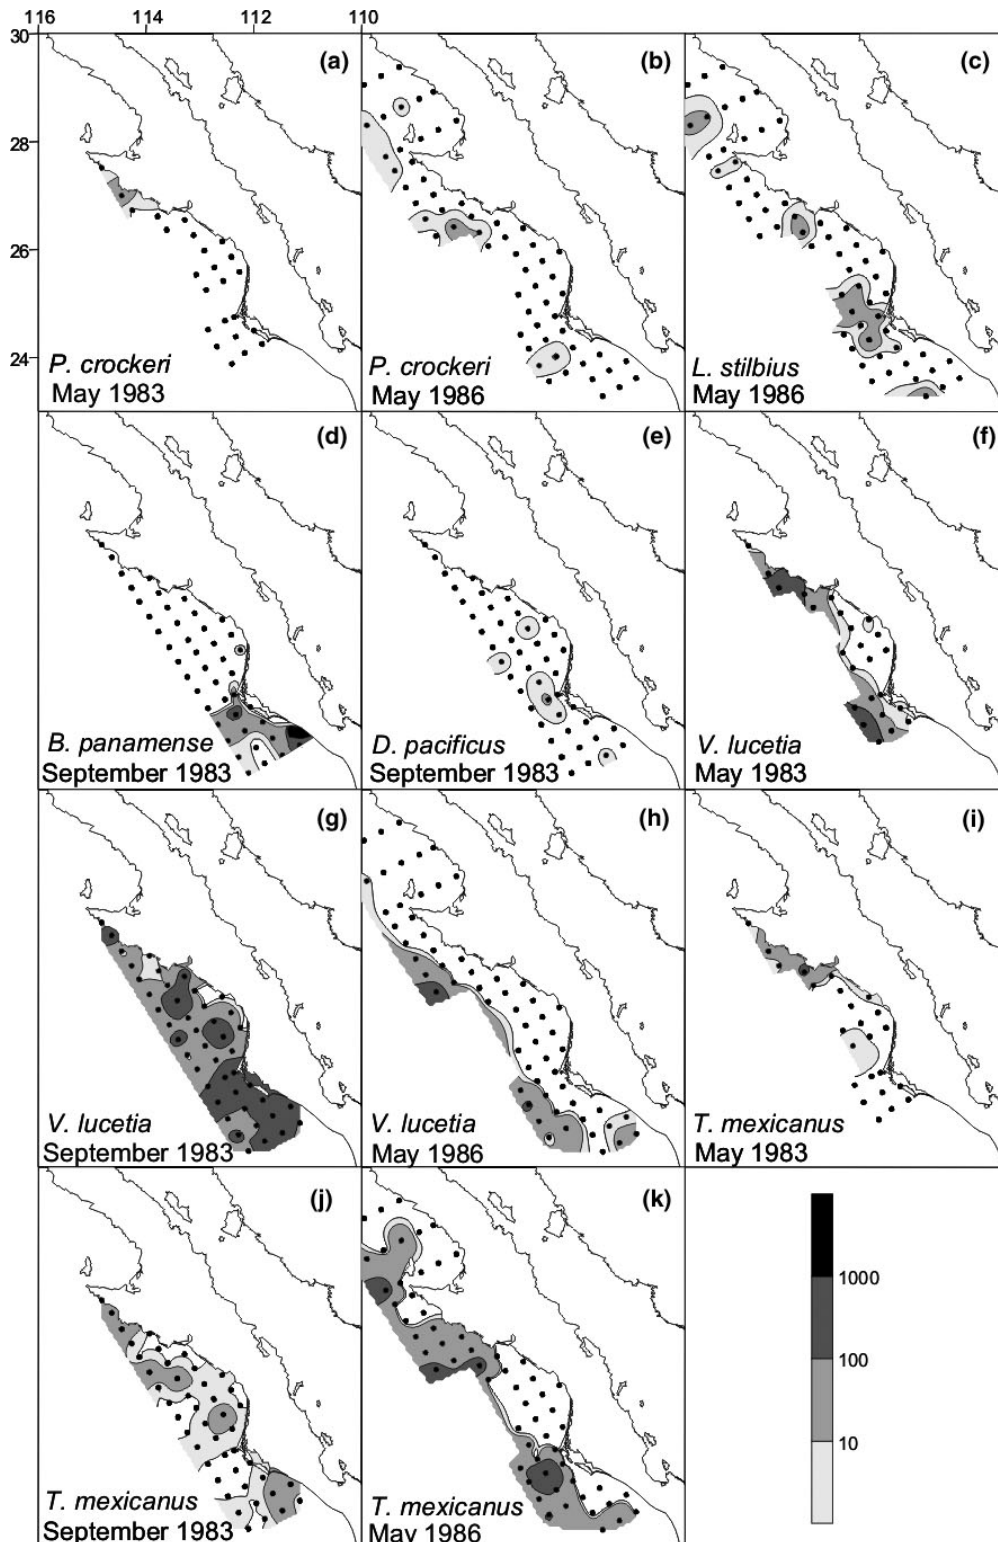 116 114 112 110
30
28
26
24
(a)
P. crockeri
May 1983
(b)
P. crockeri
May 1986
(c)
L. stilbius
May 1986
(d)
B. panamense
September 1983
(e)
D. pacificus
September 1983
(f)
V. lucetia
May 1983
(g)
V. lucetia
September 1983
(h)
V. lucetia
May 1986
(i)
T. mexicanus
May 1983
(j)
T. mexicanus
September 1983
(k)
T. mexicanus
May 1986
1000
100
10